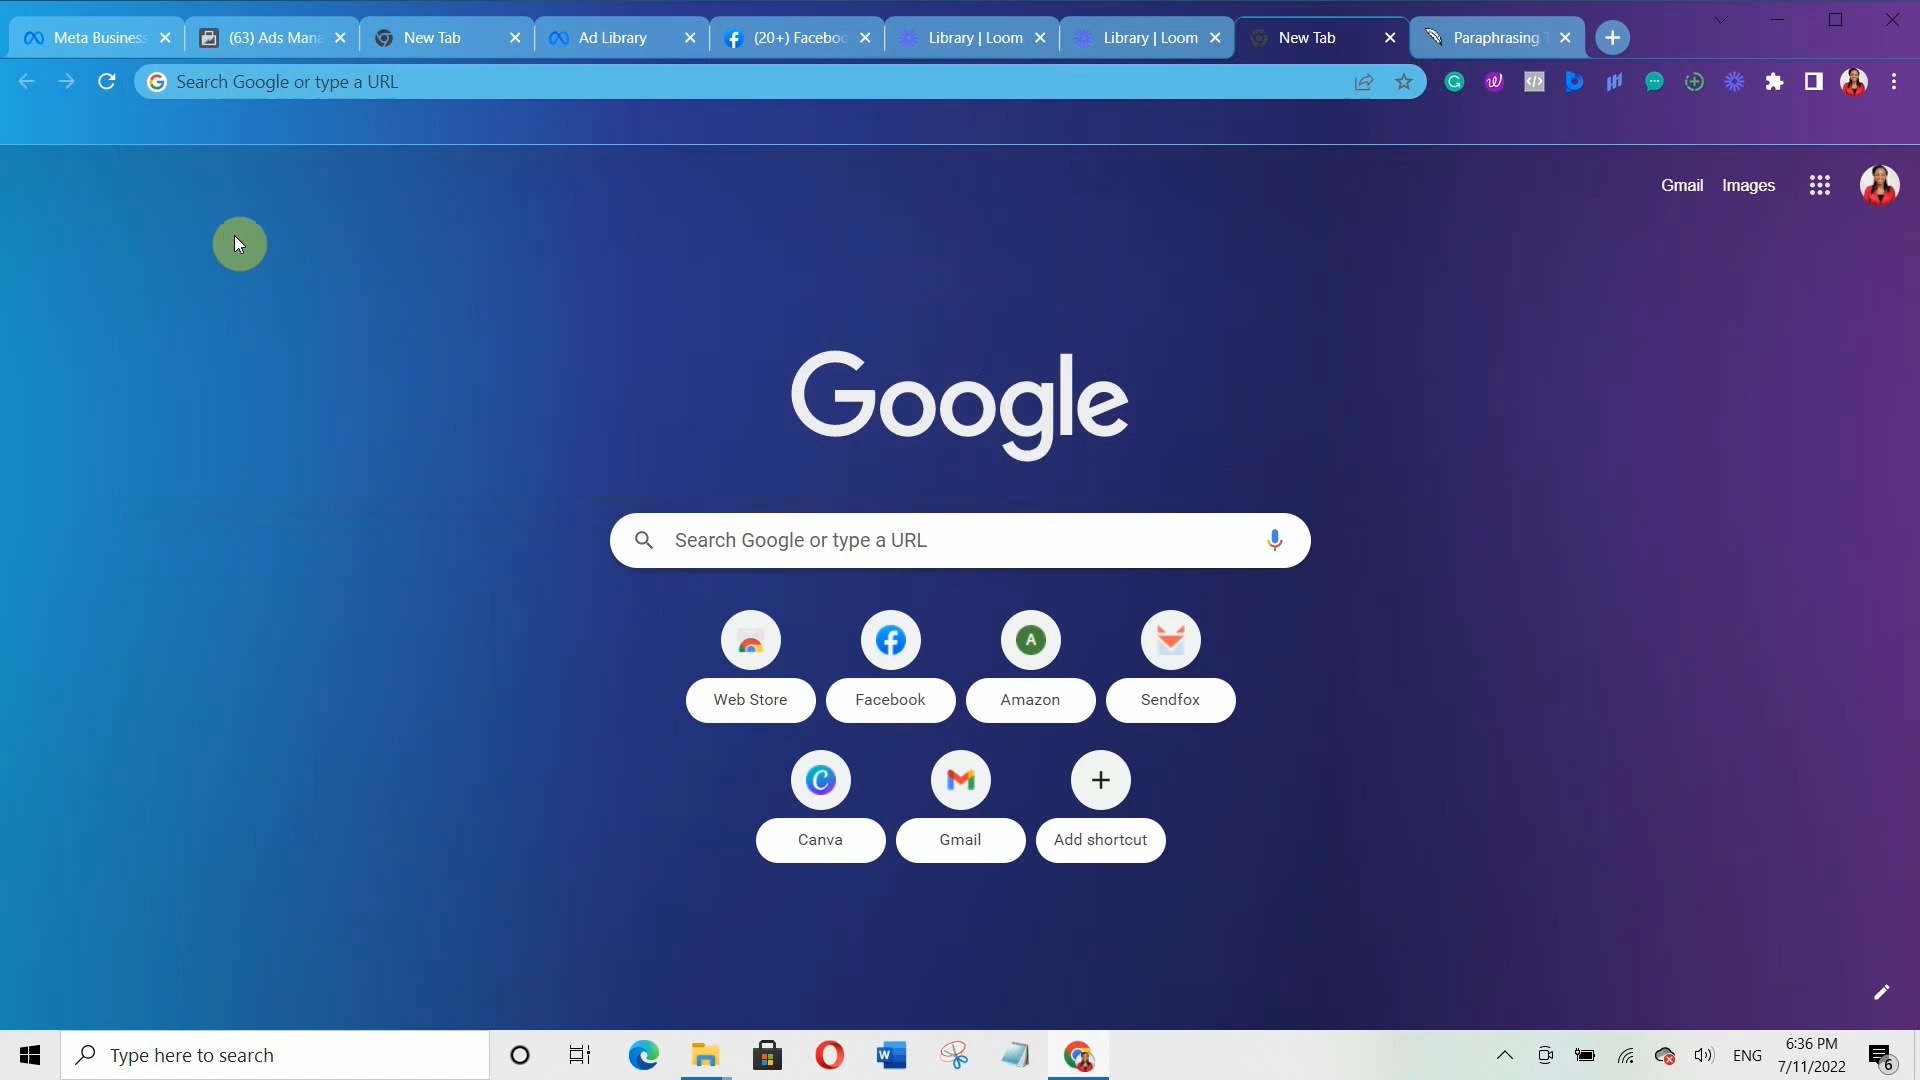 Meta Business (63) Ads Mana New Tab Ad Library (20+) Facebo Library | Loom Library | Loom New Tab Paraphrasing T
Search Google or type a URL
Gmail Images
Google
Search Google or type a URL
Web Store Facebook Amazon Sendfox
Canva Gmail Add shortcut
Type here to search
ENG
6:36 PM
7/11/2022
6